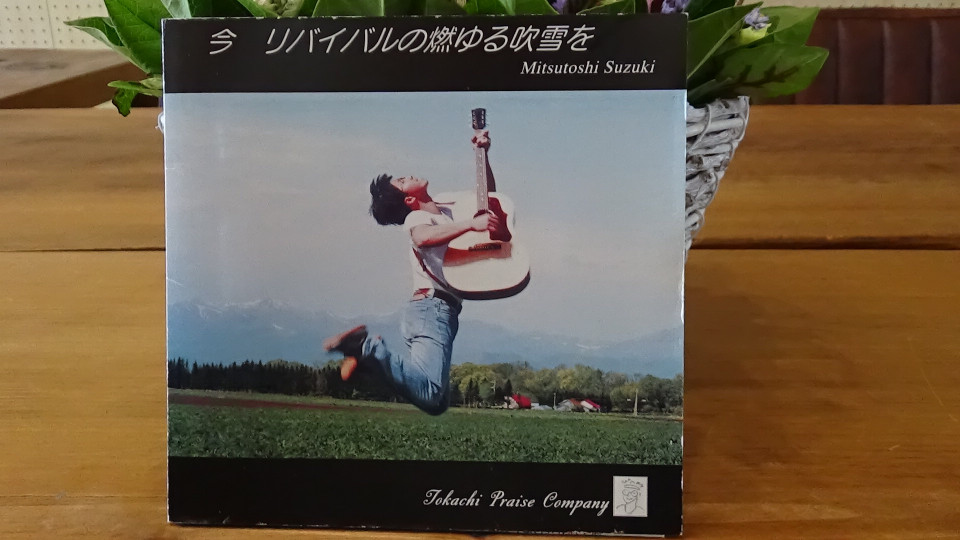 今 リバイバルの燃ゆる吹雪を
Mitsutoshi Suzuki
Tokachi Praise Company